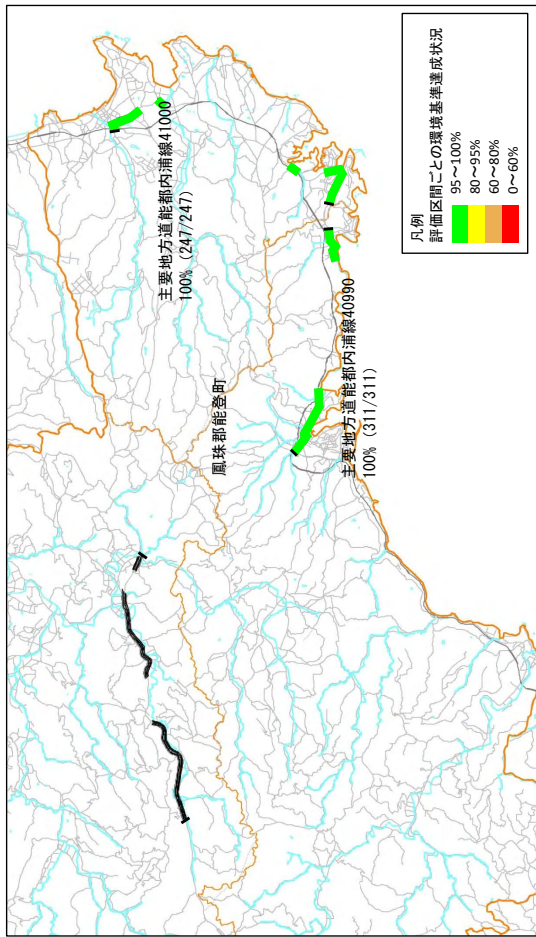 主要地方道能都内浦線41000
100% (247/247)
鳳珠郡能登町
主要地方道能都内浦線40990
100% (311/311)
凡例
評価区間ごとの環境基準達成状況
95～100%
80～95%
60～80%
0～60%